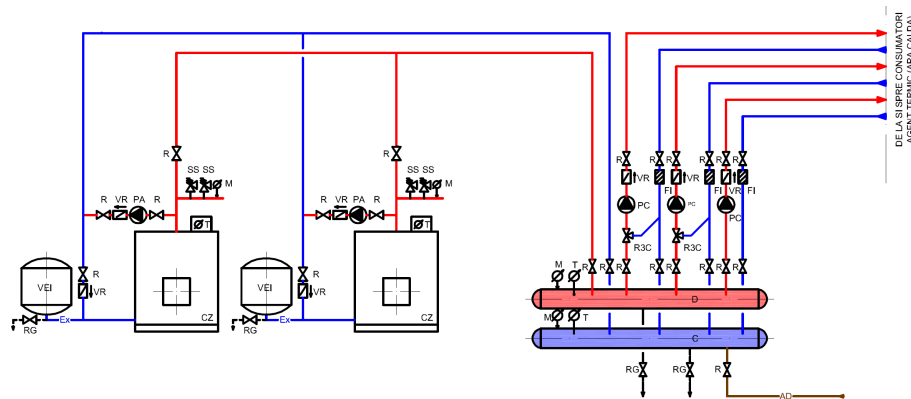 DE LA SI SPRE CONSUMATORI
AGENT TERMIC (APA CALDA)
R
R
SS SS
M
SS SS
M
R R R R R R
VR VR VR
FI FI FI
R VR PA R
R VR PA R
PC PC PC
T
T
R3C R3C
VEI
R
VR
VEI
R
VR
R R R R R R R R
M T
D
Ex
CZ
Ex
CZ
M T
RG
RG
C
RG RG R
AD